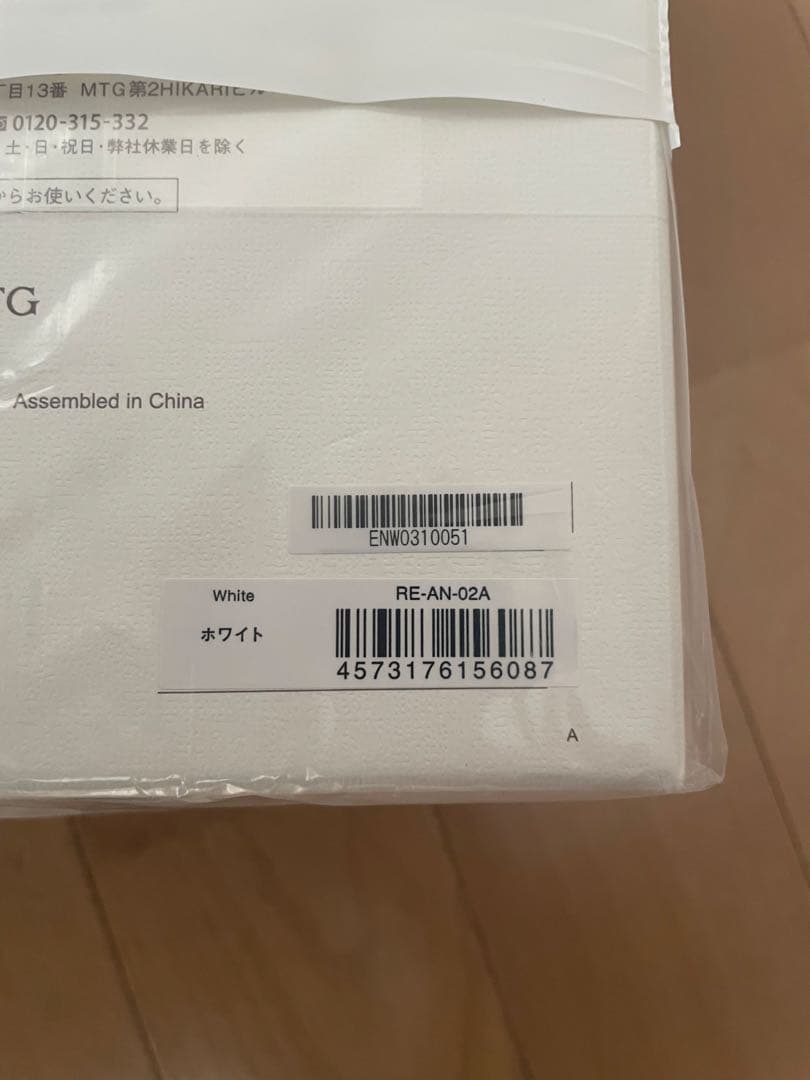 丁目13番 MTG第2HIKARIビル
0120-315-332
土・日・祝日・弊社休業日を除く
からお使いください。
TG
Assembled in China
ENW0310051
White
RE-AN-02A
ホワイト
4573176156087
A